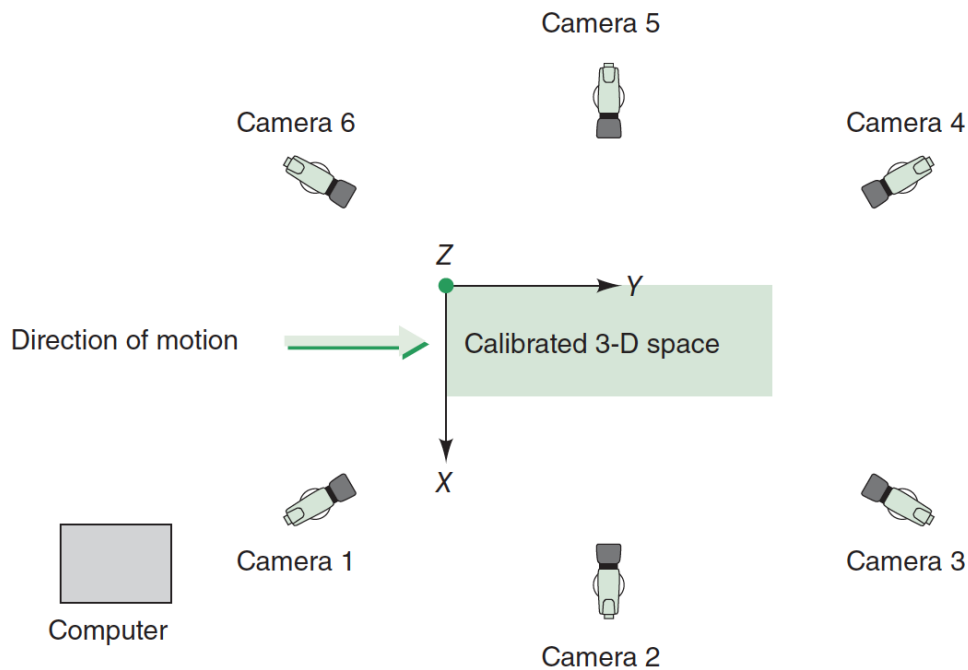 Camera 5
Camera 6
Camera 4
Z
Y
Direction of motion
Calibrated 3-D space
X
Camera 1
Camera 3
Computer
Camera 2